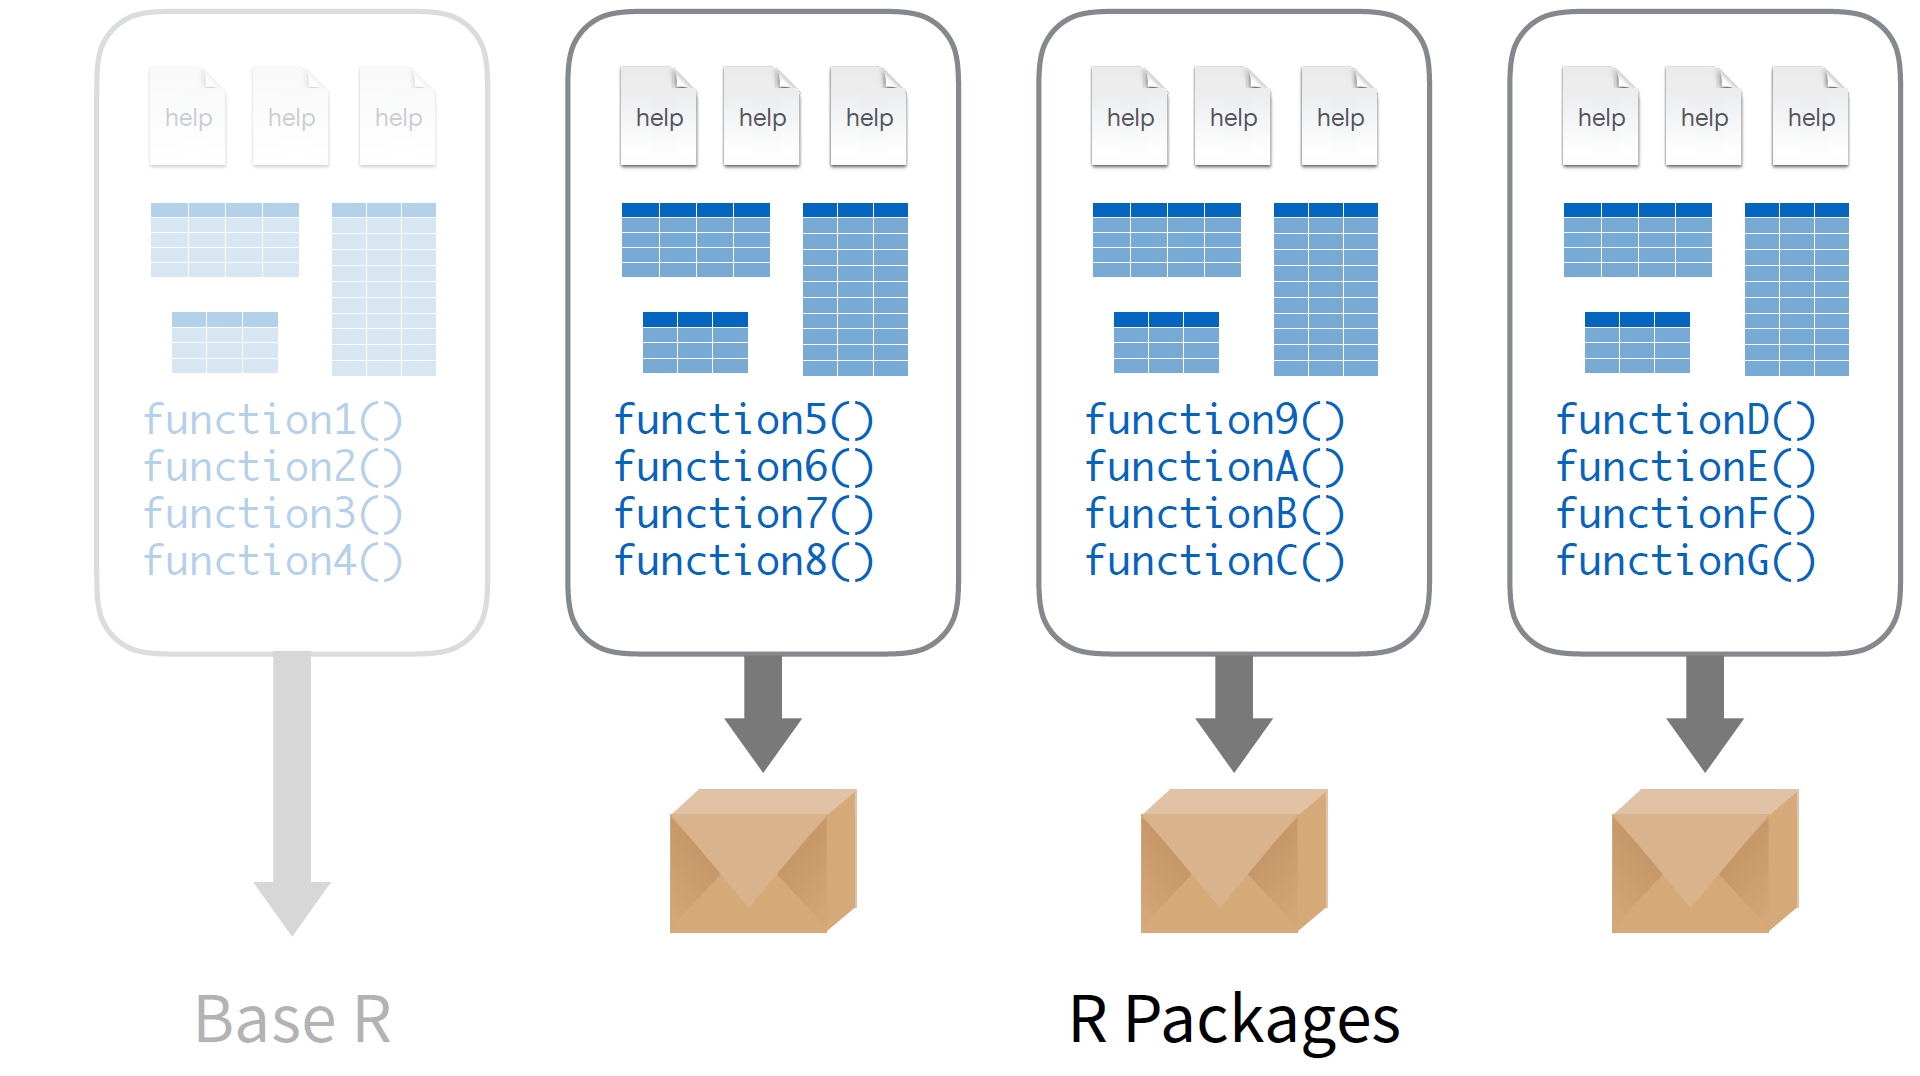 help help help
function1()
function2()
function3()
function4()
Base R
help help help
function5()
function6()
function7()
function8()
help help help
function9()
functionA()
functionB()
functionC()
help help help
functionD()
functionE()
functionF()
functionG()
R Packages